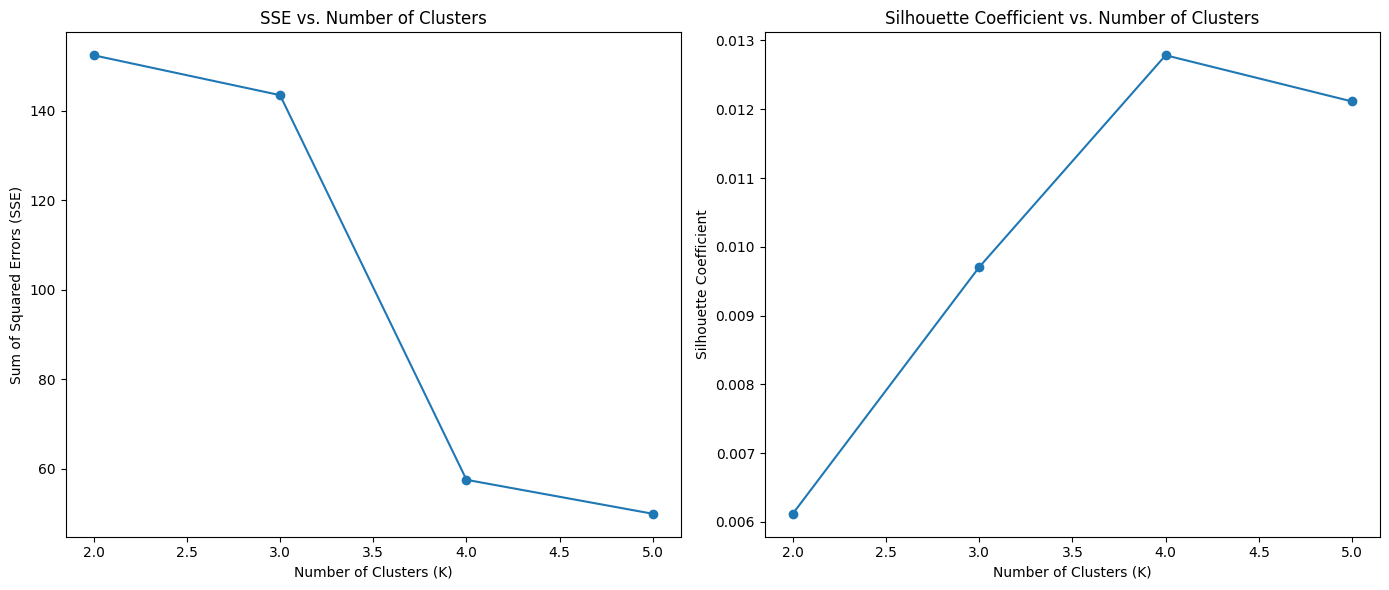 SSE vs. Number of Clusters
Sum of Squared Errors (SSE)
140
120
100
80
60
2.0 2.5 3.0 3.5 4.0 4.5 5.0
Number of Clusters (K)
Silhouette Coefficient vs. Number of Clusters
Silhouette Coefficient
0.013
0.012
0.011
0.010
0.009
0.008
0.007
0.006
2.0 2.5 3.0 3.5 4.0 4.5 5.0
Number of Clusters (K)